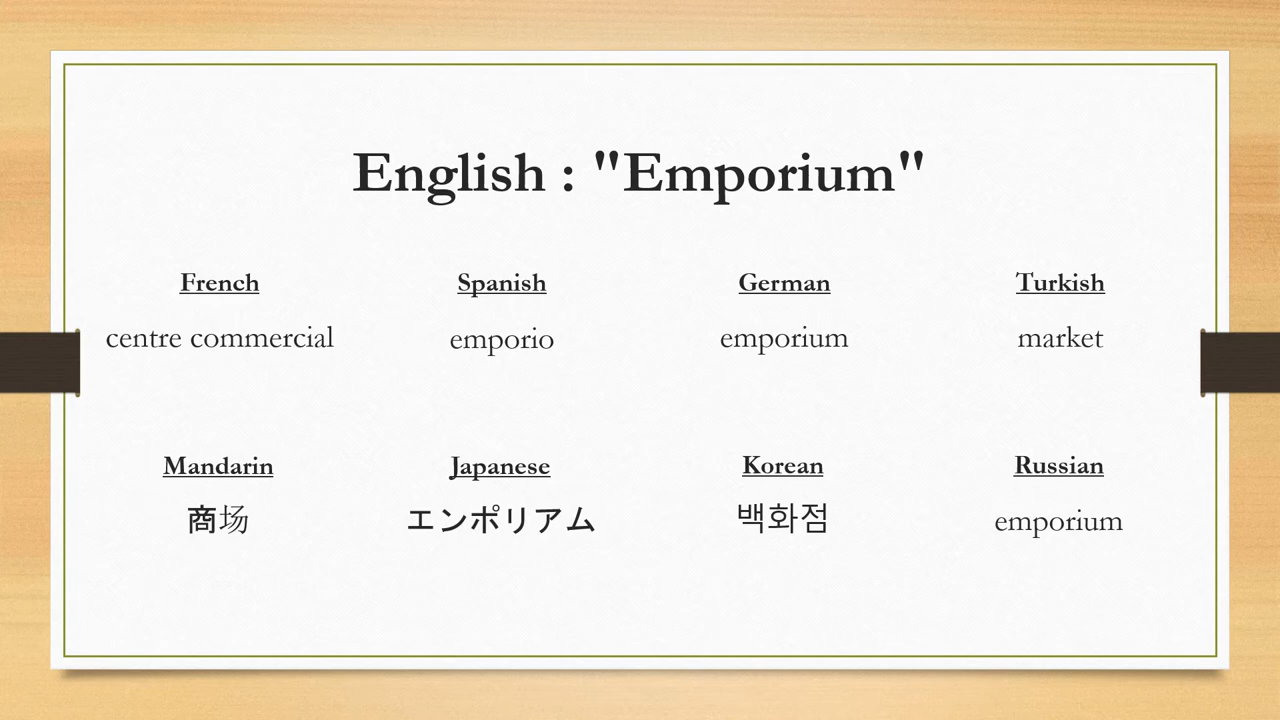 English : "Emporium"
French
Spanish
German
Turkish
centre commercial
emporio
emporium
market
Mandarin
Japanese
Korean
Russian
商场
エンポリアム
백화점
emporium